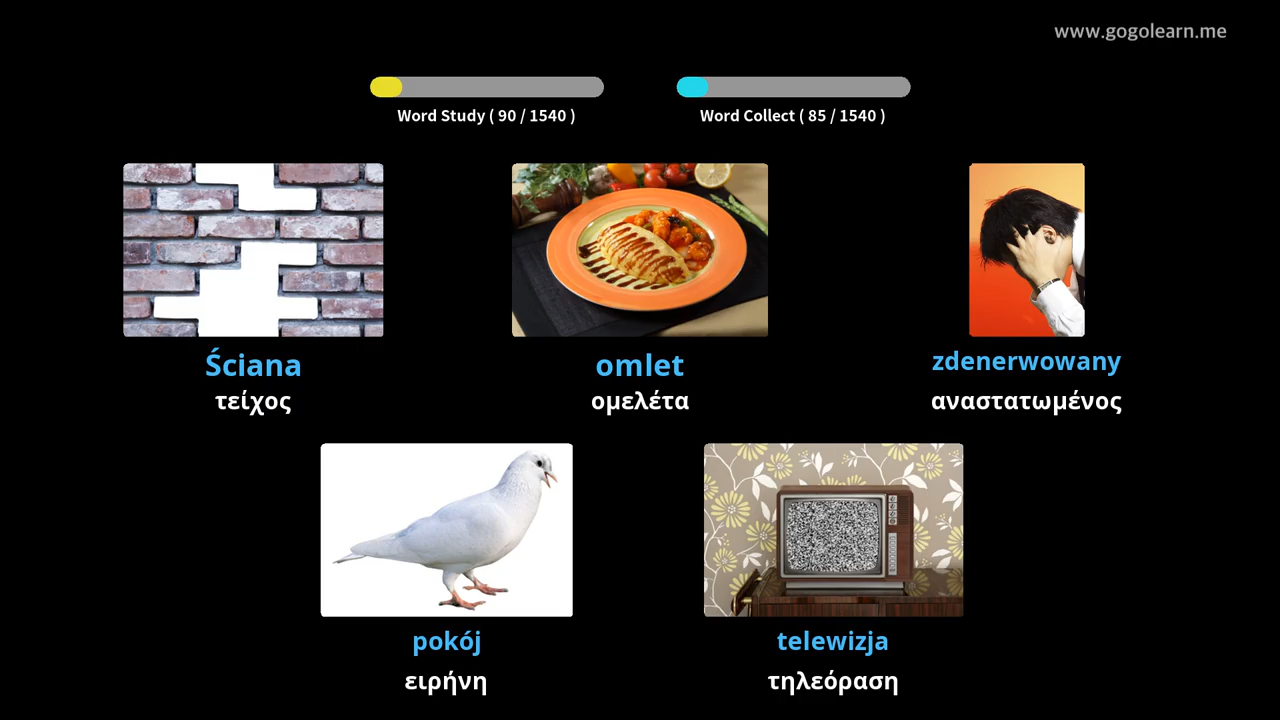 www.gogolearn.me
Word Study ( 90 / 1540 )
Word Collect ( 85 / 1540 )
Ściana
τείχος
omlet
ομελέτα
zdenerwowany
αναστατωμένος
pokój
ειρήνη
telewizja
τηλεόραση